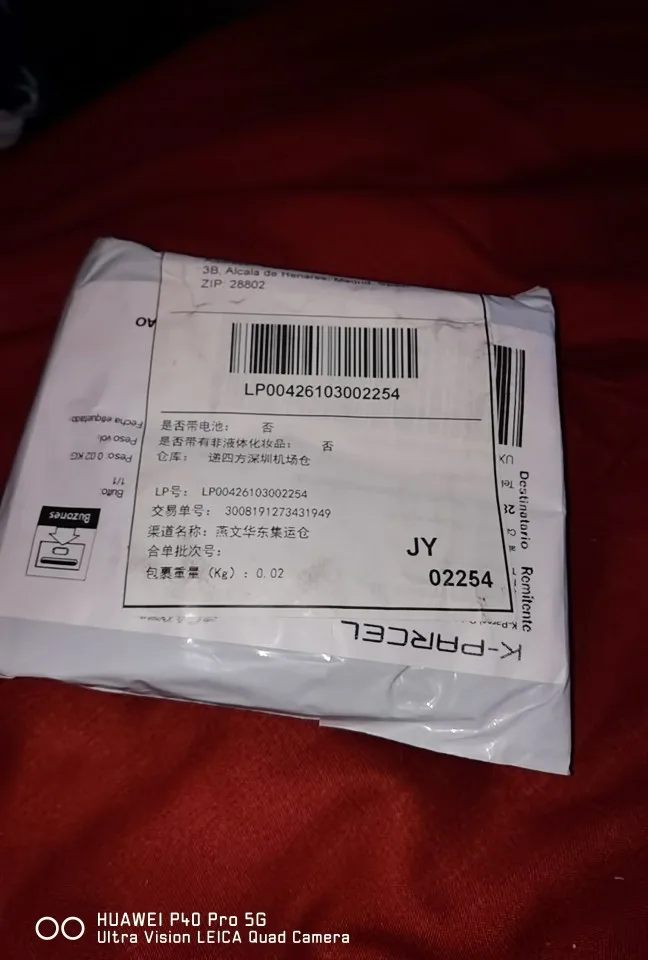 3B, Alcala de Henares,
ZIP: 28802
LP00426103002254
是否带电池： 否
是否带有非液体化妆品： 否
仓库： 递四方深圳机场仓
LP号： LP00426103002254
交易单号： 3008191273431949
渠道名称：燕文华东集运仓
合单批次号：
包裹重量（Kg）：0.02
JY
02254
AO
Fecha etiquetado:
Peso vol:
Peso: 0.02 KG
Bulto:
1/1
Buzones
UX
Tel
Destinatario
Remitente
K-PARCEL
HUAWEI P40 Pro 5G
Ultra Vision LEICA Quad Camera